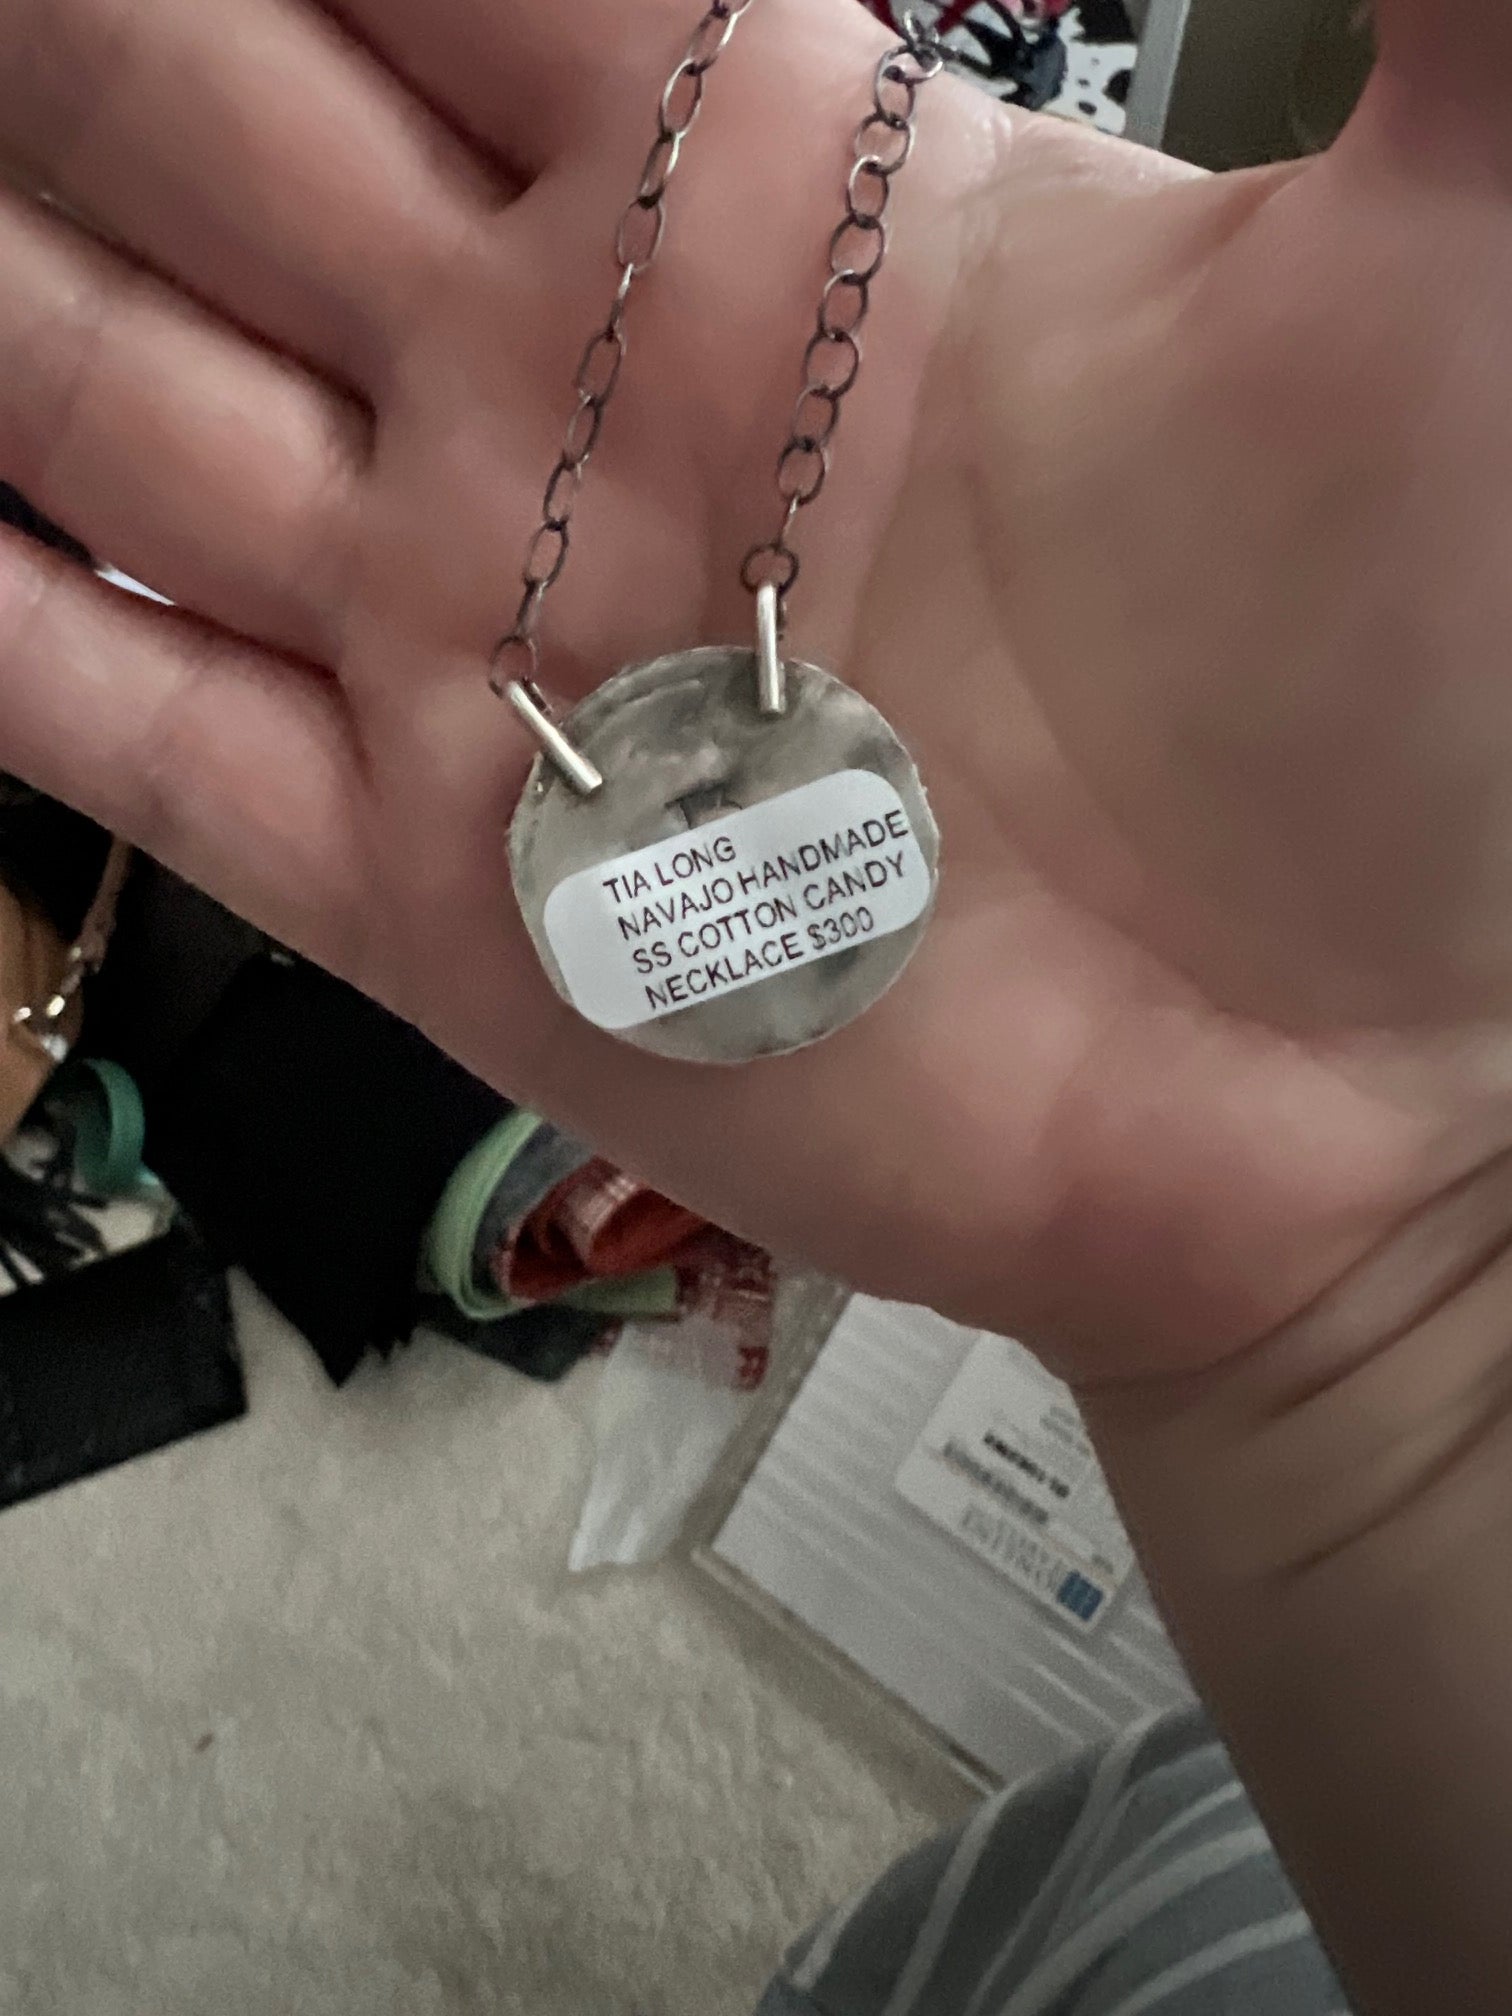 TIA LONG
NAVAJO HANDMADE
SS COTTON CANDY
NECKLACE $300